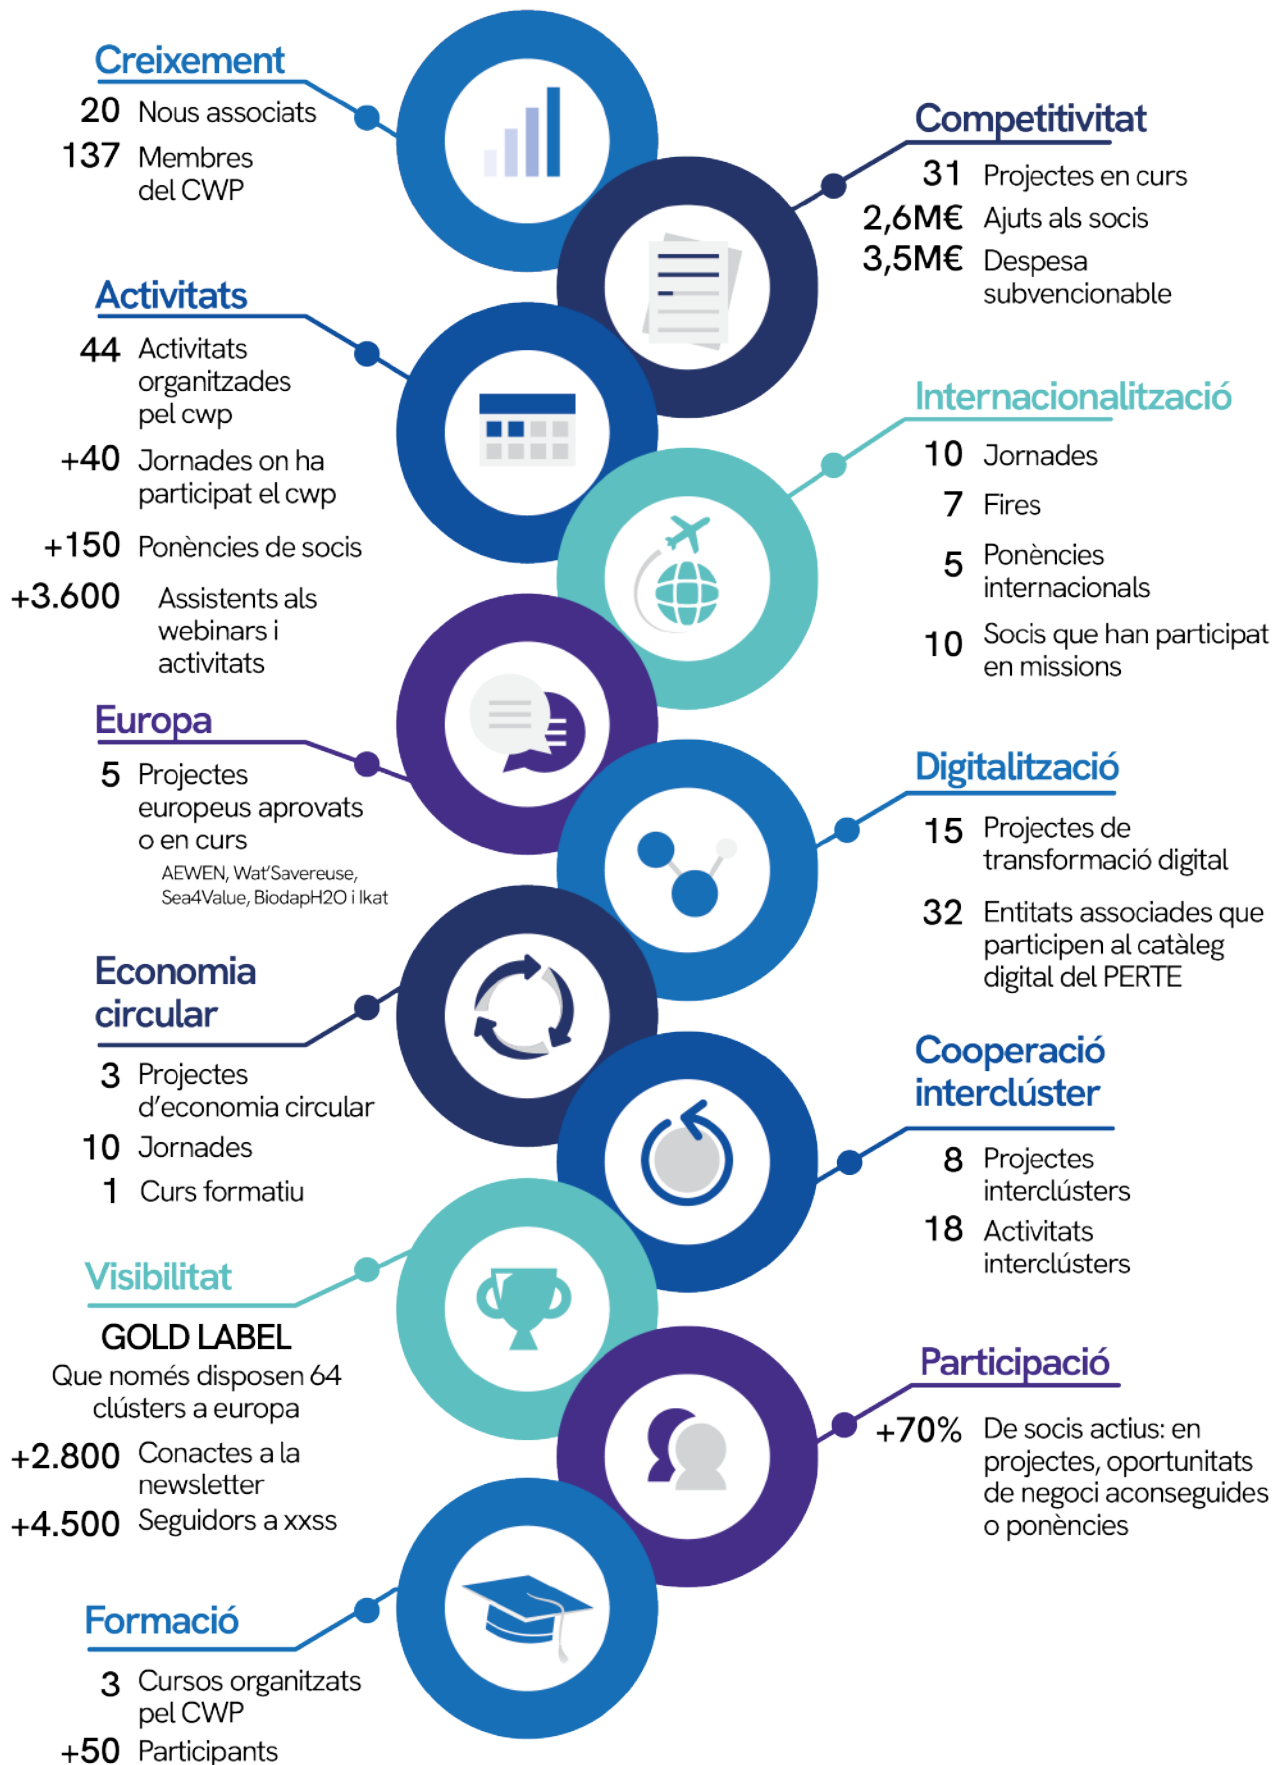 Creixement
20 Nous associats
137 Membres
del CWP
Competitivitat
31 Projectes en curs
2,6M€ Ajuts als socis
3,5M€ Despesa
subvencionable
Activitats
44 Activitats
organitzades
pel cwp
+40 Jornades on ha
participat el cwp
+150 Ponències de socis
+3.600 Assistents als
webinars i
activitats
Internacionalització
10 Jornades
7 Fires
5 Ponències
internacionals
10 Socis que han participat
en missions
Europa
5 Projectes
europeus aprovats
o en curs
AEWEN, Wat'Savereuse,
Sea4Value, BiodapH2O i Ikat
Digitalització
15 Projectes de
transformació digital
32 Entitats associades que
participen al catàleg
digital del PERTE
Economia
circular
3 Projectes
d'economia circular
10 Jornades
1 Curs formatiu
Cooperació
interclúster
8 Projectes
interclústers
18 Activitats
interclústers
Visibilitat
GOLD LABEL
Que només disposen 64
clústers a europa
+2.800 Conactes a la
newsletter
+4.500 Seguidors a xxss
Participació
+70% De socis actius: en
projectes, oportunitats
de negoci aconseguides
o ponències
Formació
3 Cursos organitzats
pel CWP
+50 Participants